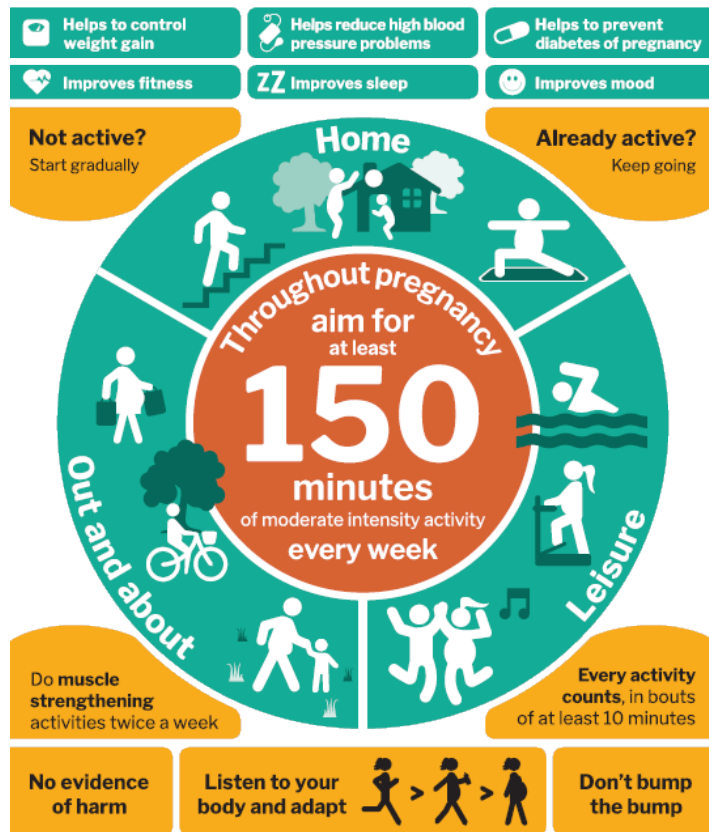 Helps to control
weight gain
Helps reduce high blood
pressure problems
Helps to prevent
diabetes of pregnancy
Improves fitness
ZZ Improves sleep
Improves mood
Not active?
Start gradually
Already active?
Keep going
Home
Throughout pregnancy
aim for
at least
150
minutes
of moderate intensity activity
every week
Out and about
Leisure
Do muscle
strengthening
activities twice a week
Every activity
counts, in bouts
of at least 10 minutes
No evidence
of harm
Listen to your
body and adapt
> >
Don't bump
the bump